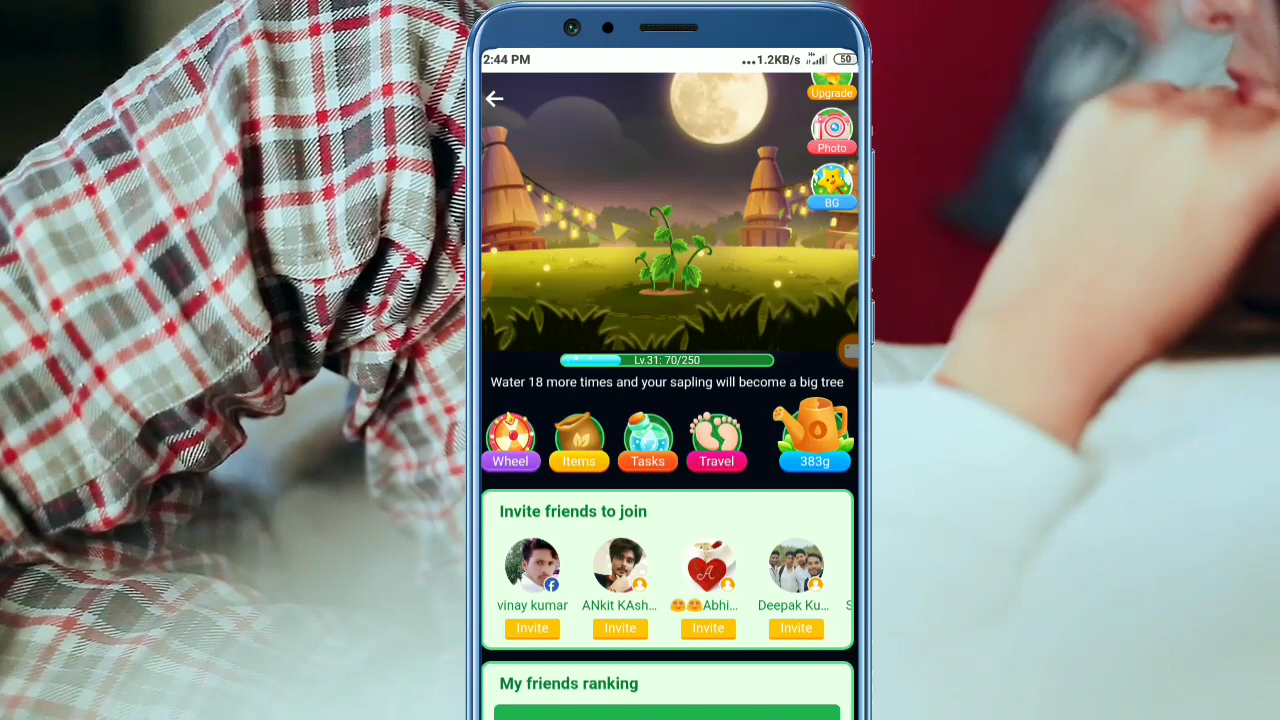 2:44 PM
...1.2KB/s
50
Upgrade
Photo
BG
Lv.31: 70/250
Water 18 more times and your sapling will become a big tree
Wheel Items Tasks Travel 383g
Invite friends to join
vinay kumar ANkit KAsh... 😍😍Abhi... Deepak Ku... S
Invite Invite Invite Invite
My friends ranking